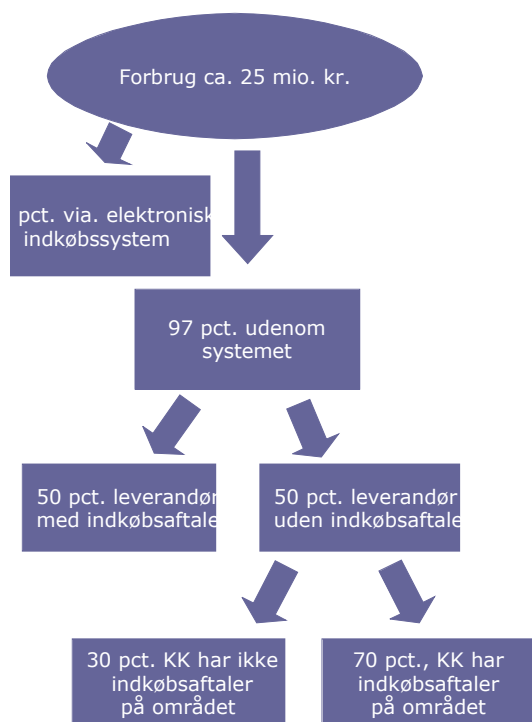 Forbrug ca. 25 mio. kr.
pct. via. elektronisk
indkøbssystem
97 pct. udenom
systemet
50 pct. leverandør
med indkøbsaftale
50 pct. leverandør
uden indkøbsaftale
30 pct. KK har ikke
indkøbsaftaler
på området
70 pct., KK har
indkøbsaftaler
på området